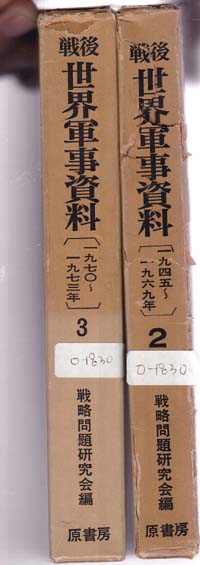 戦後
世界軍事資料
一九七〇～
一九七三年
3
0-1830
戦略問題研究会編
原書房
戦後
世界軍事資料
一九四五～
一九六九年
2
0-1830
戦略問題研究会編
原書房